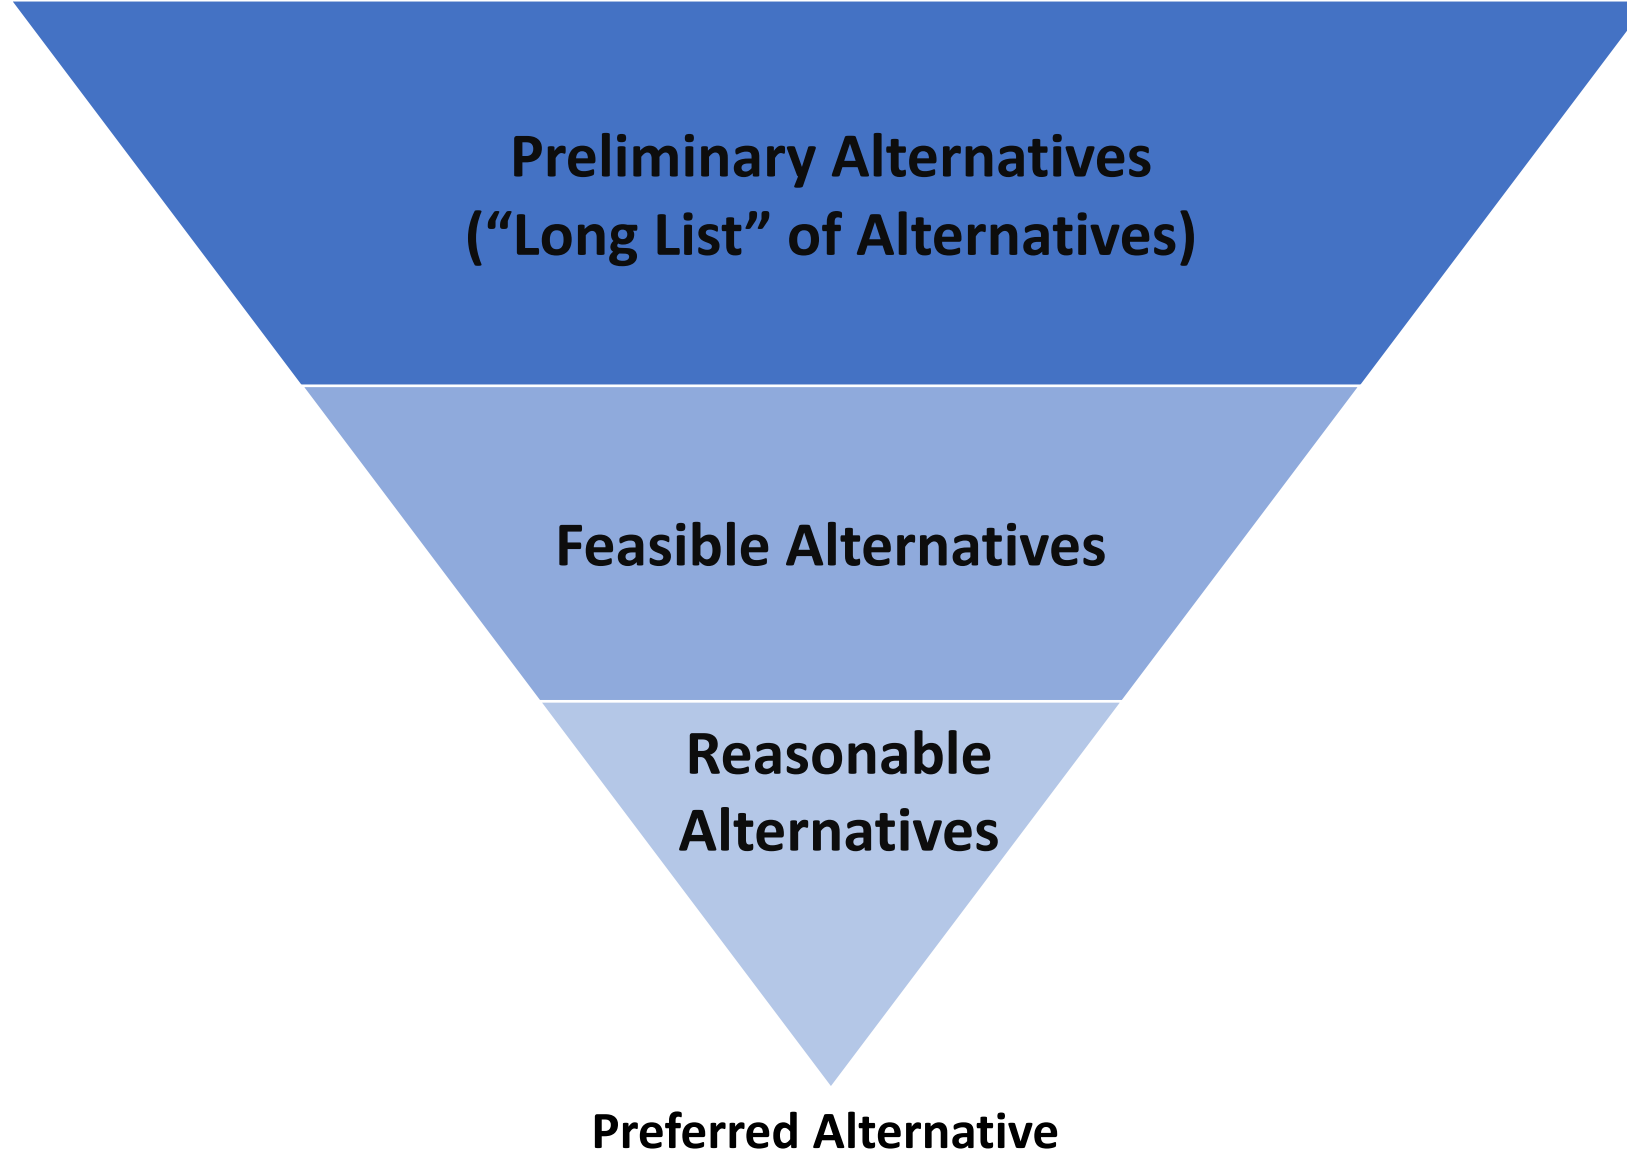 Preliminary Alternatives
(“Long List” of Alternatives)
Feasible Alternatives
Reasonable
Alternatives
Preferred Alternative